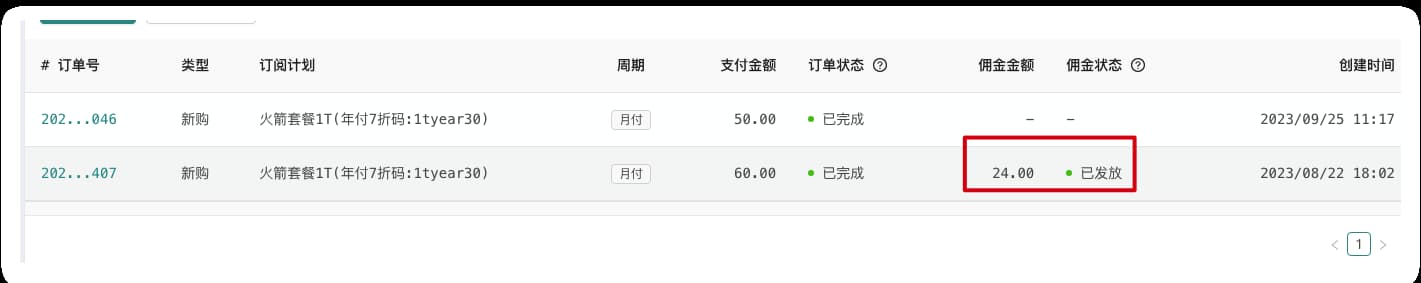 # 订单号 类型 订阅计划 周期 支付金额 订单状态 ? 佣金金额 佣金状态 ? 创建时间
202...046 新购 火箭套餐1T(年付7折码:1tyear30) 月付 50.00 已完成 - - 2023/09/25 11:17
202...407 新购 火箭套餐1T(年付7折码:1tyear30) 月付 60.00 已完成 24.00 已发放 2023/08/22 18:02
< 1 >